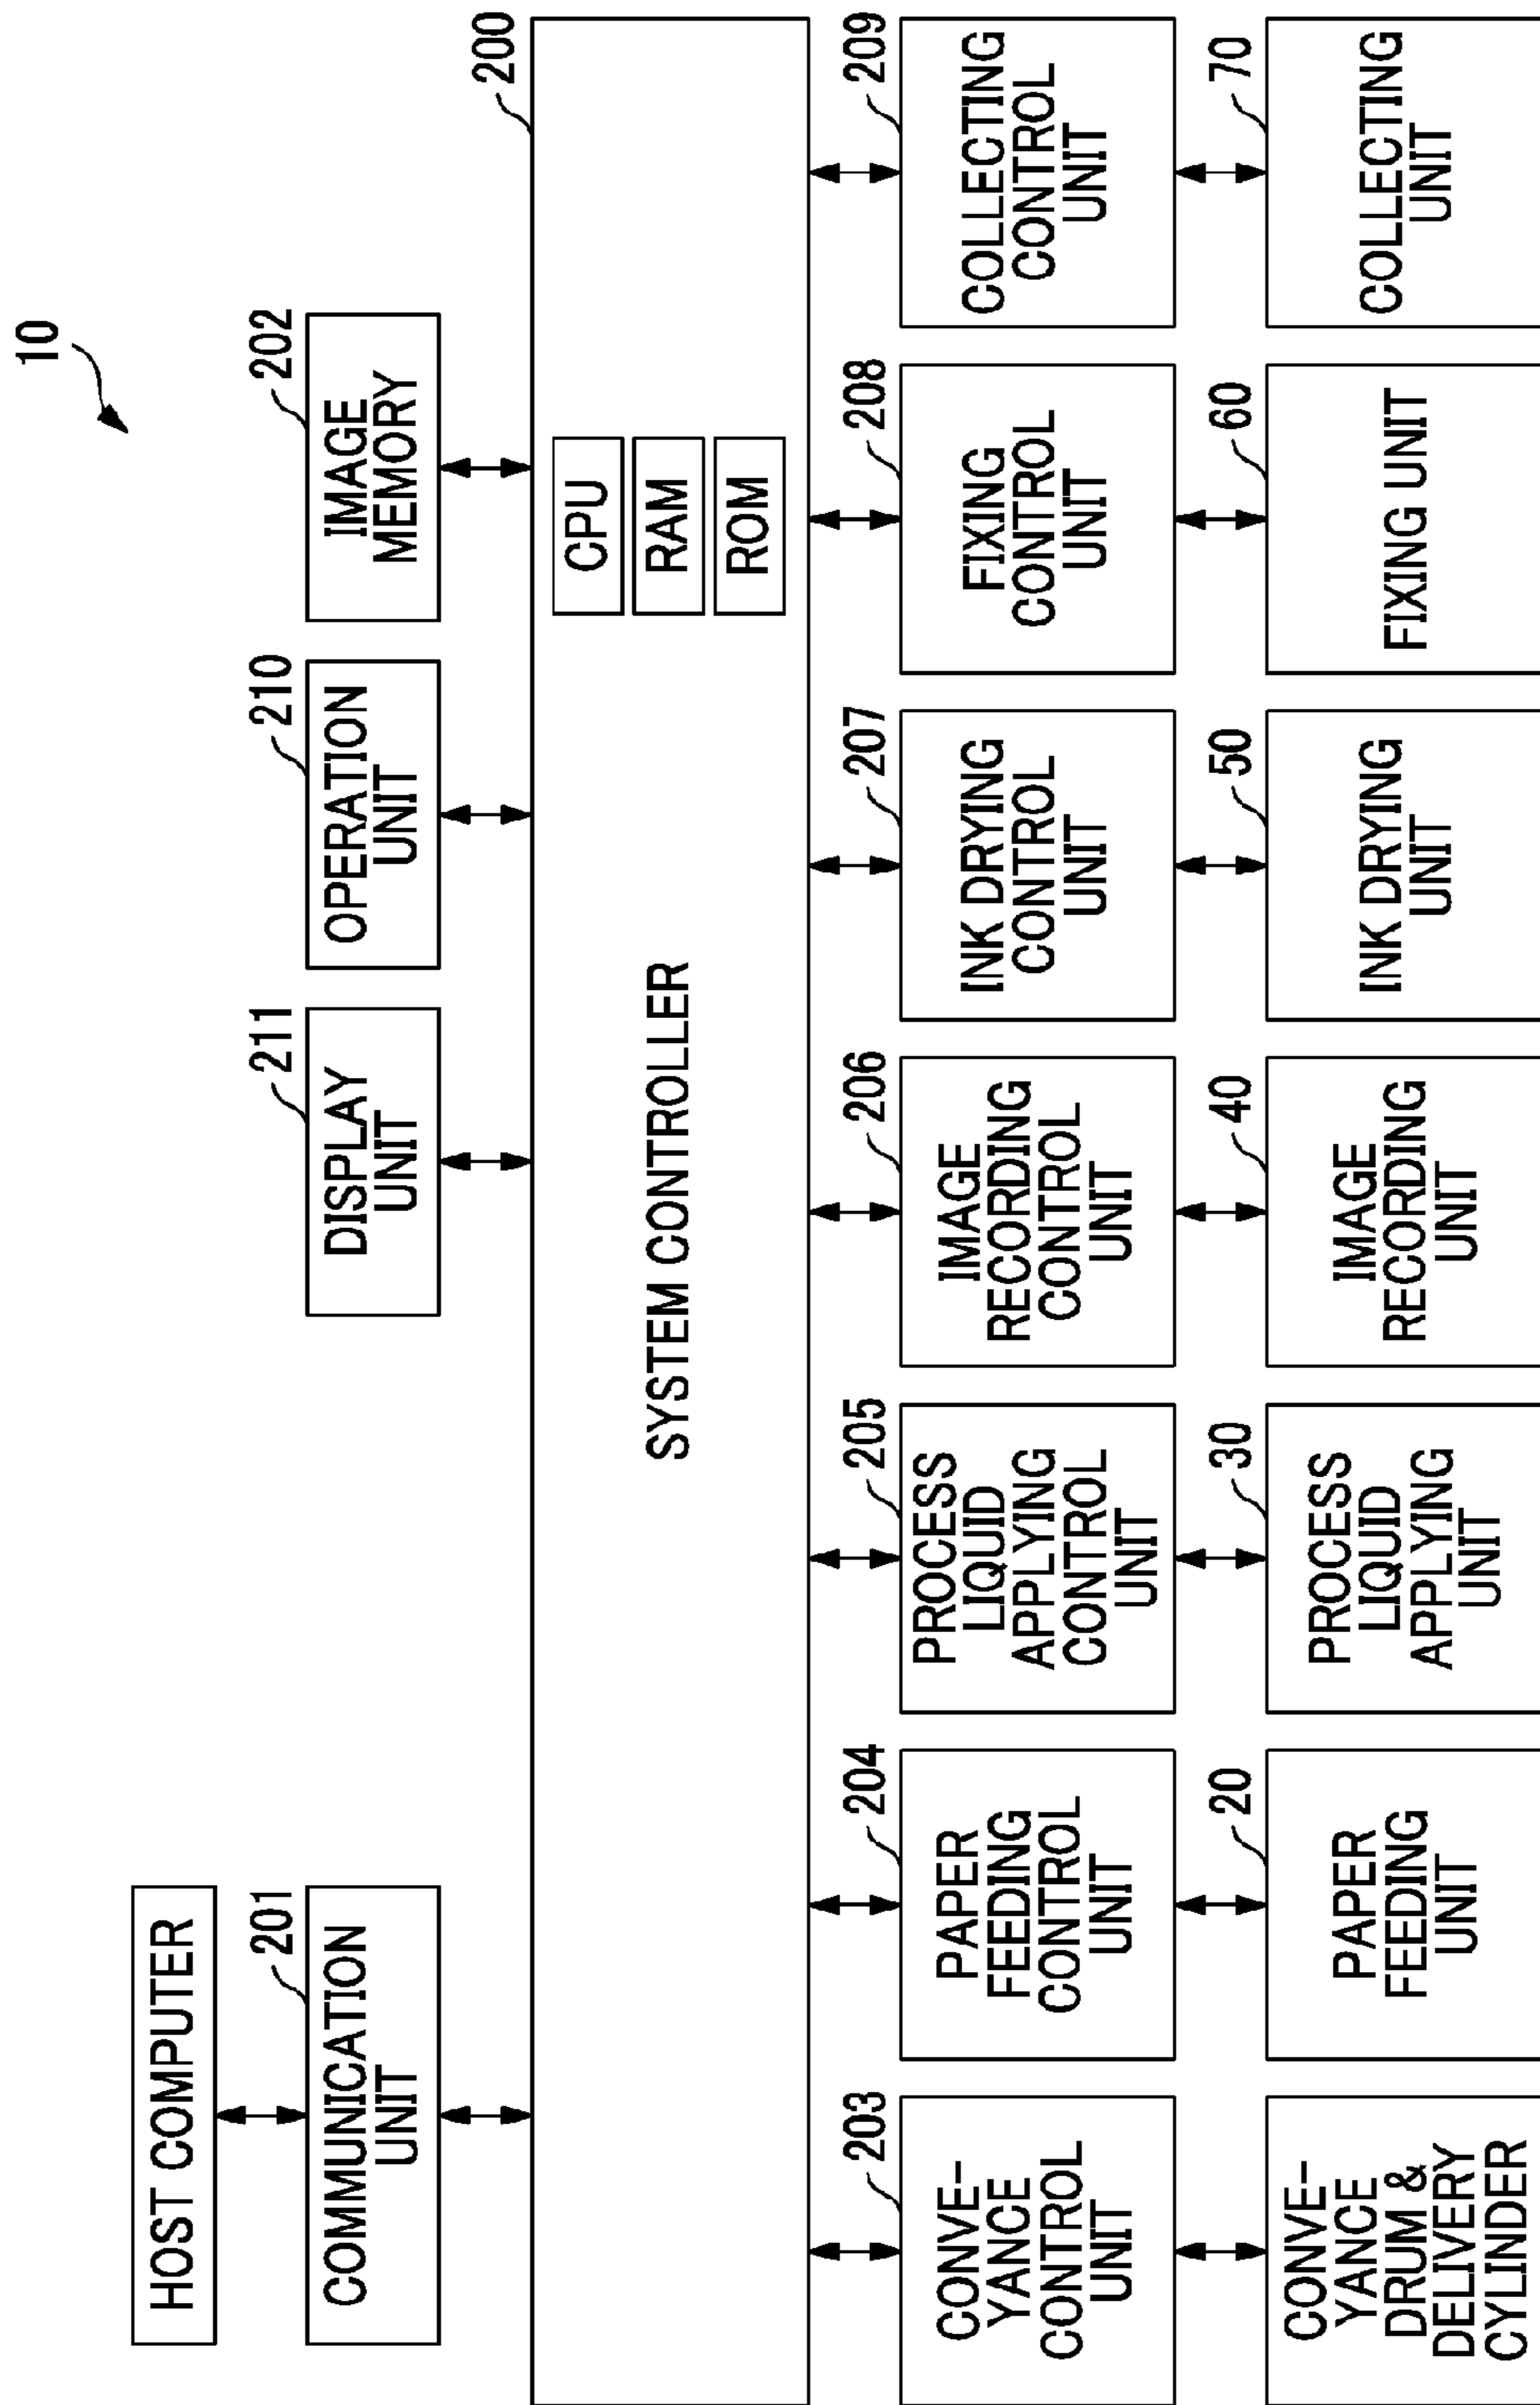 10
HOST COMPUTER
201
COMMUNICATION
UNIT
211
DISPLAY
UNIT
210
OPERATION
UNIT
202
IMAGE
MEMORY
200
SYSTEM CONTROLLER
CPU
RAM
ROM
203
CONVE-
YANCE
CONTROL
UNIT
204
PAPER
FEEDING
CONTROL
UNIT
205
PROCESS
LIQUID
APPLYING
CONTROL
UNIT
206
IMAGE
RECORDING
CONTROL
UNIT
207
INK DRYING
CONTROL
UNIT
208
FIXING
CONTROL
UNIT
209
COLLECTING
CONTROL
UNIT
CONVE-
YANCE
DRUM &
DELIVERY
CYLINDER
20
PAPER
FEEDING
UNIT
30
PROCESS
LIQUID
APPLYING
UNIT
40
IMAGE
RECORDING
UNIT
50
INK DRYING
UNIT
60
FIXING UNIT
70
COLLECTING
UNIT